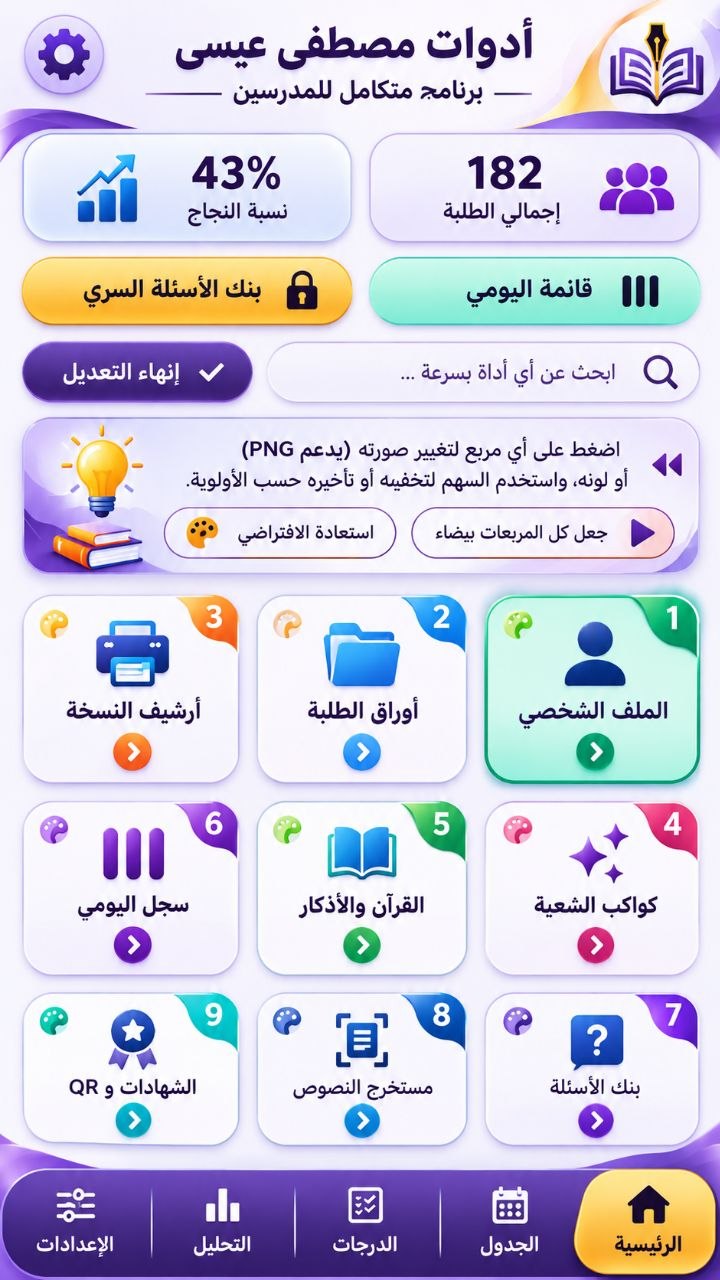 أدوات مصطفى عيسى
برنامج متكامل للمدرسين
182
إجمالي الطلبة
43%
نسبة النجاح
قائمة اليومي
بنك الأسئلة السري
ابحث عن أي أداة بسرعة ...
إنهاء التعديل
اضغط على أي مربع لتغيير صورته (يدعم PNG)
أو لونه، واستخدم السهم لتخفيه أو تأخيره حسب الأولوية.
جعل كل المربعات بيضاء
استعادة الافتراضي
1
الملف الشخصي
2
أوراق الطلبة
3
أرشيف النسخة
4
كواكب الشعبة
5
القرآن والأذكار
6
سجل اليومي
7
بنك الأسئلة
8
مستخرج النصوص
9
الشهادات و QR
الرئيسية
الجدول
الدرجات
التحليل
الإعدادات